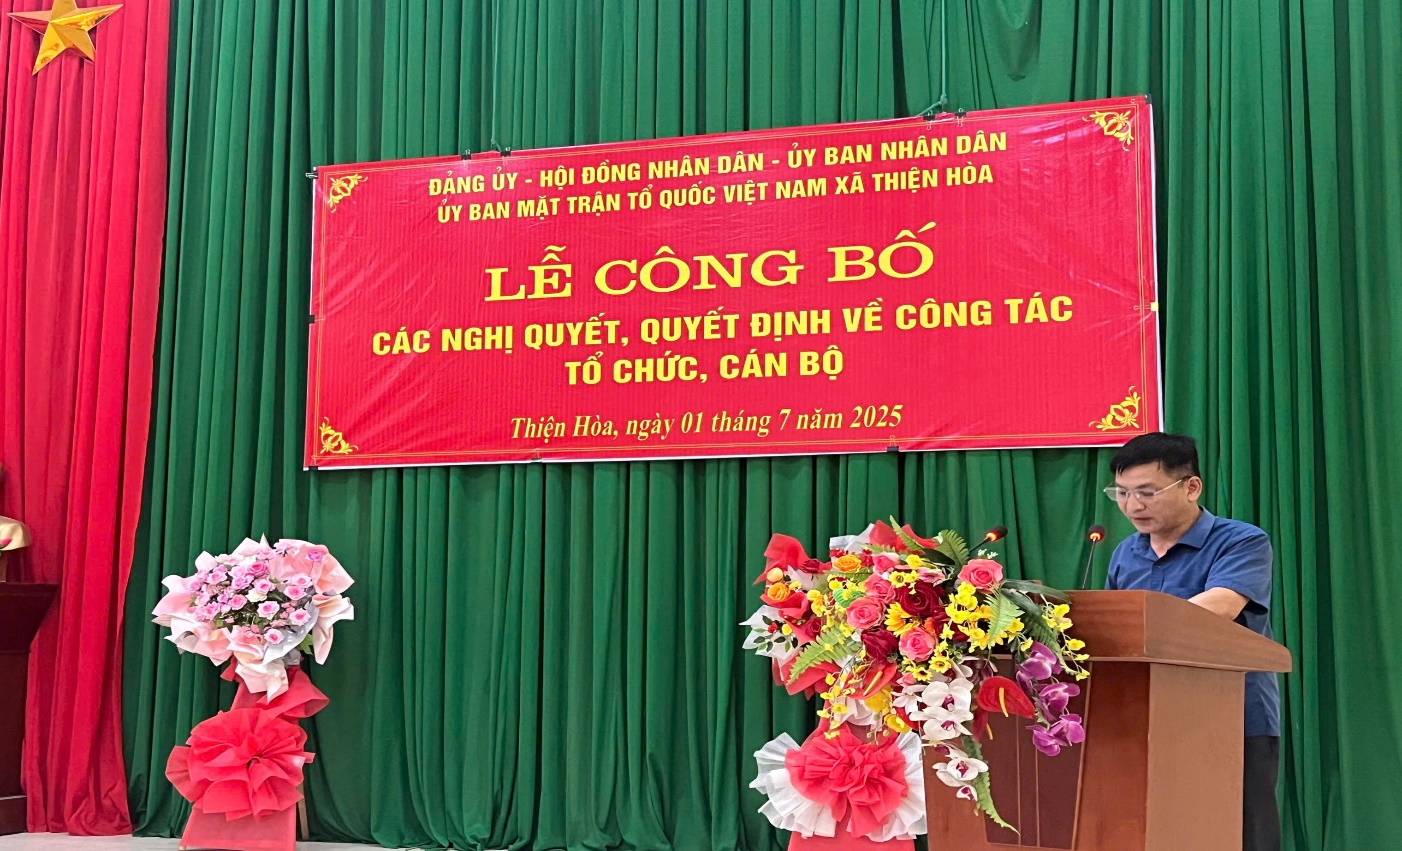 ĐẢNG ỦY - HỘI ĐỒNG NHÂN DÂN - ỦY BAN NHÂN DÂN
ỦY BAN MẶT TRẬN TỔ QUỐC VIỆT NAM XÃ THIỆN HÒA
LỄ CÔNG BỐ
CÁC NGHỊ QUYẾT, QUYẾT ĐỊNH VỀ CÔNG TÁC
TỔ CHỨC, CÁN BỘ
Thiện Hòa, ngày 01 tháng 7 năm 2025